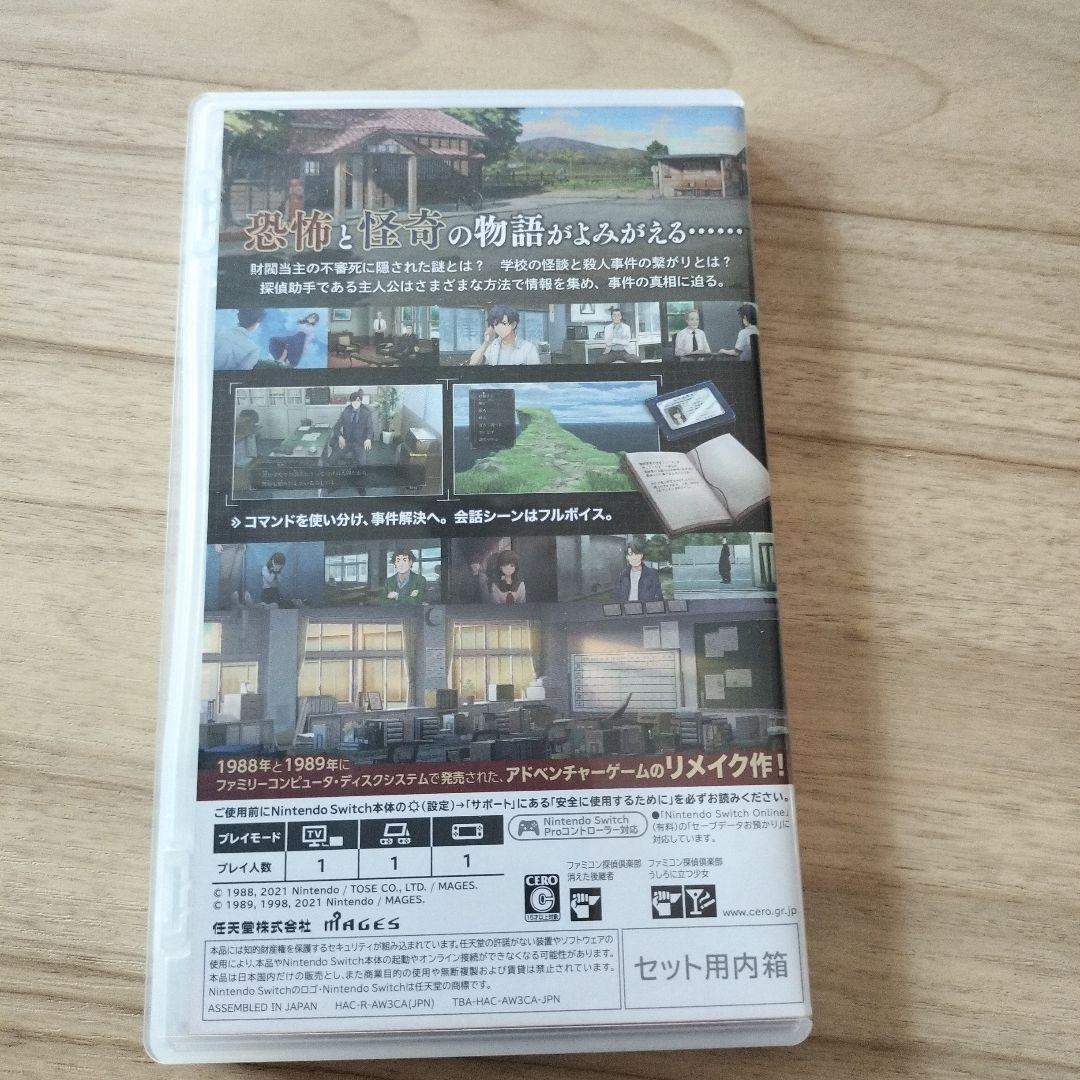 恐怖と怪奇の物語がよみがえる……
財閥当主の不審死に隠された謎とは？　学校の怪談と殺人事件の繋がりとは？
探偵助手である主人公はさまざまな方法で情報を集め、事件の真相に迫る。
≫コマンドを使い分け、事件解決へ。会話シーンはフルボイス。
1988年と1989年に
ファミリーコンピュータ・ディスクシステムで発売された、アドベンチャーゲームのリメイク作！
ご使用前にNintendo Switch本体の(設定)→「サポート」にある「安全に使用するために」を必ずお読みください。
プレイモード TV
プレイ人数 1 1 1
Nintendo Switch
Proコントローラー対応
●「Nintendo Switch Online」
(有料)の「セーブデータお預かり」に
対応しています。
© 1988, 2021 Nintendo / TOSE CO., LTD. / MAGES.
© 1989, 1998, 2021 Nintendo / MAGES.
任天堂株式会社 MAGES
CERO
C
15才以上対象
ファミコン探偵倶楽部
消えた後継者
ファミコン探偵倶楽部
うしろに立つ少女
www.cero.gr.jp
本品には知的財産権を保護するセキュリティが組み込まれています。任天堂の許諾がない装置やソフトウェアの
使用により、本品やNintendo Switch本体の起動やオンライン接続ができなくなる可能性があります。
本品は日本国内だけの販売とし、また商業目的の使用や無断複製および賃貸は禁止されています。
Nintendo Switchのロゴ・Nintendo Switchは任天堂の商標です。
ASSEMBLED IN JAPAN HAC-R-AW3CA(JPN) TBA-HAC-AW3CA-JPN
セット用内箱